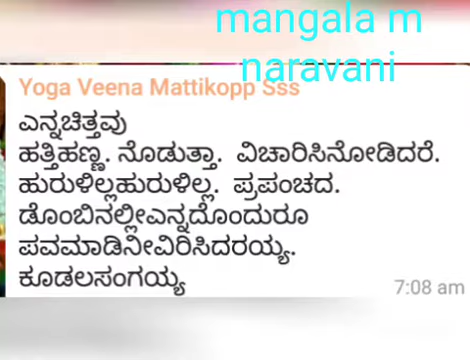 mangala m
naravani
Yoga Veena Mattikopp Sss
ಎನ್ನಚಿತ್ತವು
ಹತ್ತಿಹಣ್ಣ. ನೊಡುತ್ತಾ. ವಿಚಾರಿಸಿನೋಡಿದರೆ.
ಹುರುಳಿಲ್ಲಹುರುಳಿಲ್ಲ. ಪ್ರಪಂಚದ.
ಡೊಂಬಿನಲ್ಲೀಎನ್ನದೊಂದುರೂ
ಪವಮಾಡಿನೀವಿರಿಸಿದರಯ್ಯ.
ಕೂಡಲಸಂಗಯ್ಯ
7:08 am